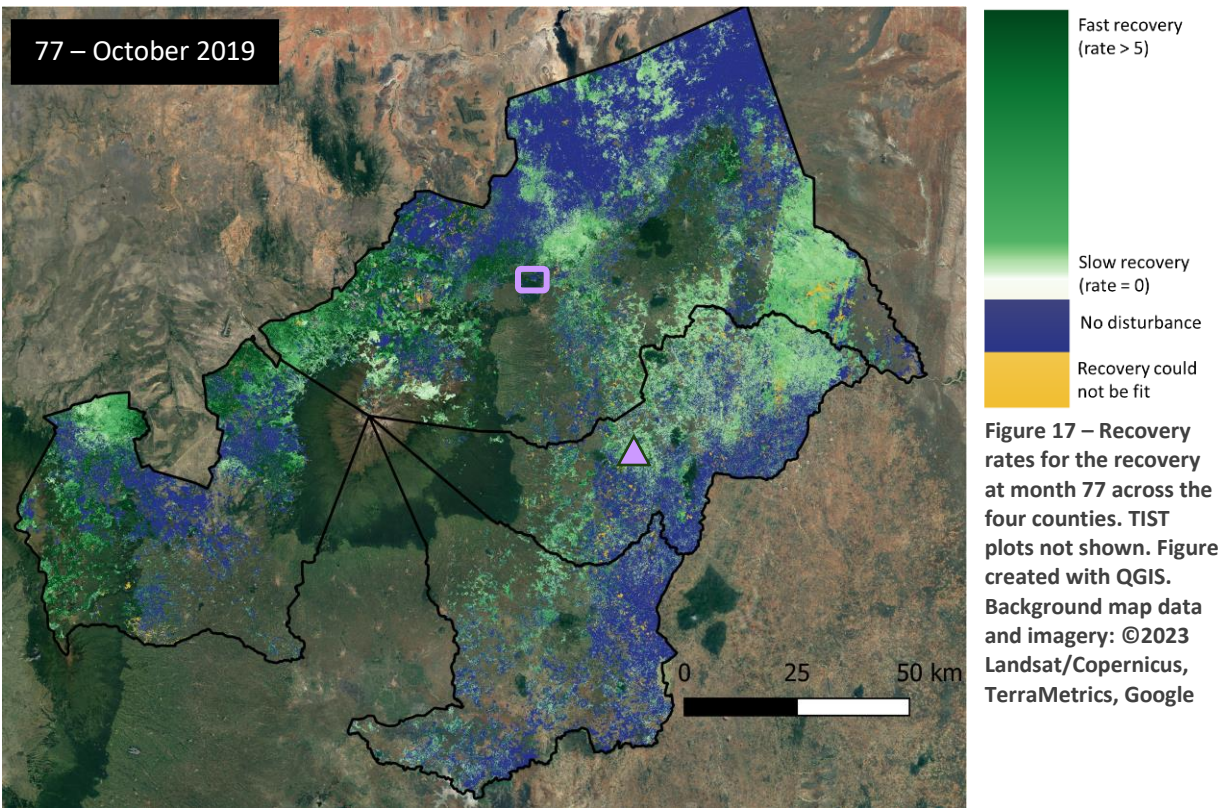 77 – October 2019
Fast recovery
(rate > 5)
Slow recovery
(rate = 0)
No disturbance
Recovery could
not be fit
0 25 50 km
Figure 17 – Recovery
rates for the recovery
at month 77 across the
four counties. TIST
plots not shown. Figure
created with QGIS.
Background map data
and imagery: ©2023
Landsat/Copernicus,
TerraMetrics, Google